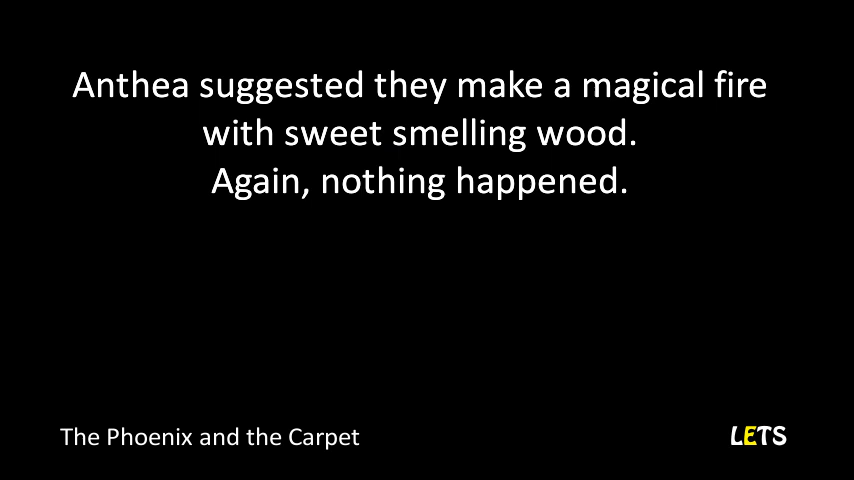 Anthea suggested they make a magical fire
with sweet smelling wood.
Again, nothing happened.
The Phoenix and the Carpet
LETS